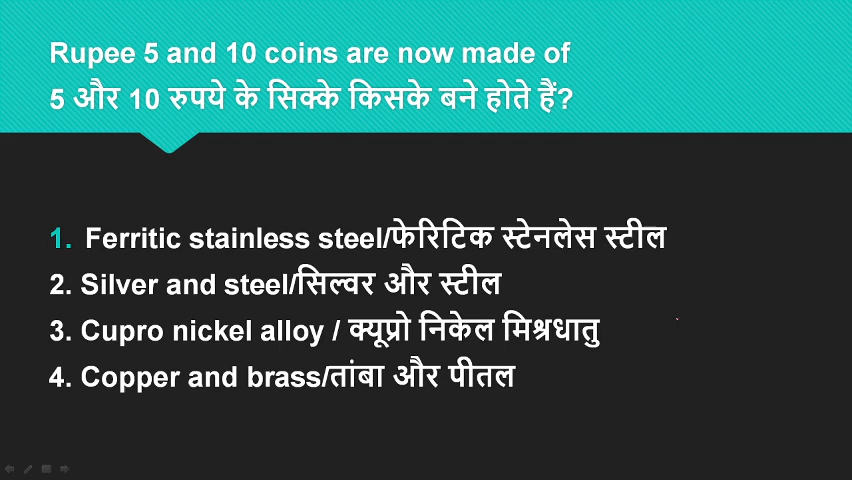 Rupee 5 and 10 coins are now made of
5 और 10 रुपये के सिक्के किसके बने होते हैं?
1. Ferritic stainless steel/फेरिटिक स्टेनलेस स्टील
2. Silver and steel/सिल्वर और स्टील
3. Cupro nickel alloy / क्यूप्रो निकेल मिश्रधातु
4. Copper and brass/तांबा और पीतल